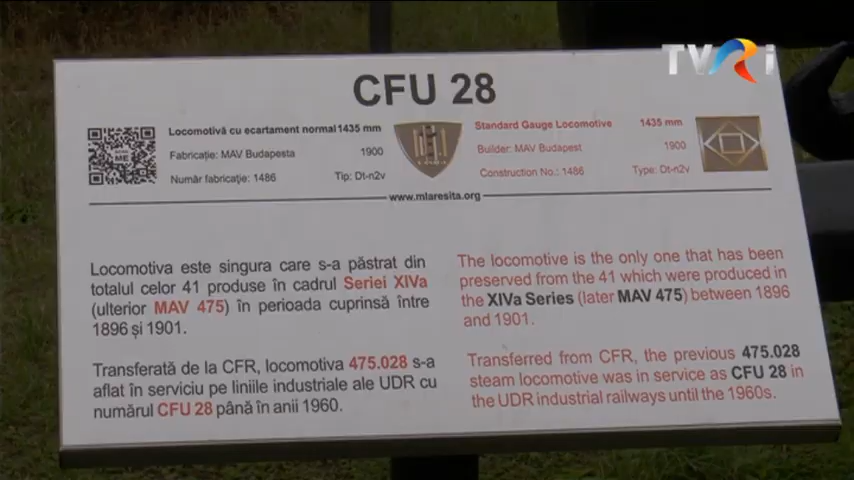 TVR i
CFU 28
Locomotivă cu ecartament normal 1435 mm
Fabricaţie: MAV Budapesta 1900
Număr fabricaţie: 1486 Tip: Dt-n2v
Standard Gauge Locomotive 1435 mm
Builder: MAV Budapest 1900
Construction No.: 1486 Type: Dt-n2v
www.mlaresita.org
Locomotiva este singura care s-a păstrat din
totalul celor 41 produse în cadrul Seriei XIVa
(ulterior MAV 475) în perioada cuprinsă între
1896 şi 1901.
Transferată de la CFR, locomotiva 475.028 s-a
aflat în serviciu pe liniile industriale ale UDR cu
numărul CFU 28 până în anii 1960.
The locomotive is the only one that has been
preserved from the 41 which were produced in
the XIVa Series (later MAV 475) between 1896
and 1901.
Transferred from CFR, the previous 475.028
steam locomotive was in service as CFU 28 in
the UDR industrial railways until the 1960s.